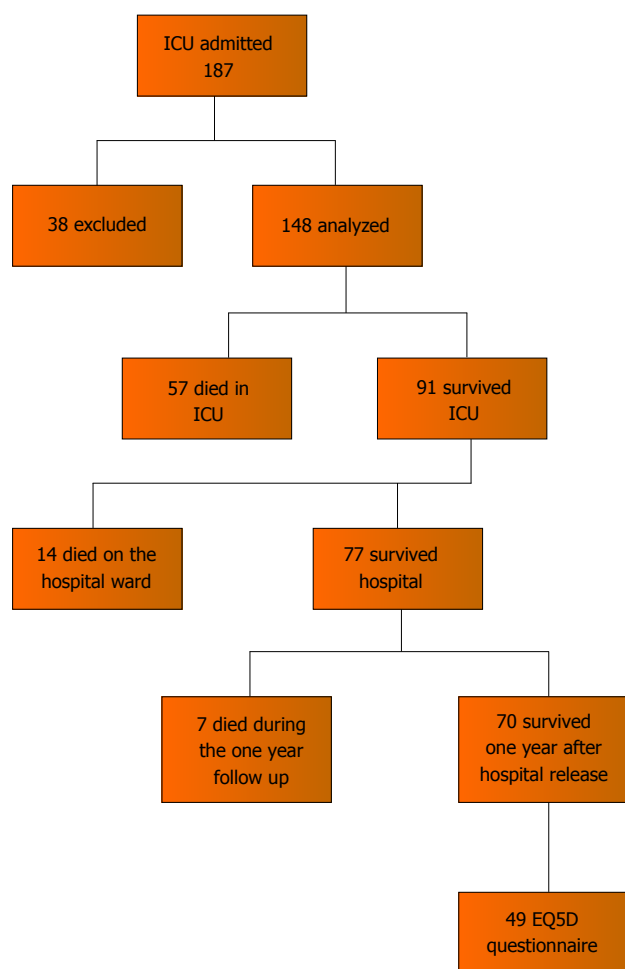 ICU admitted
187
38 excluded
148 analyzed
57 died in
ICU
91 survived
ICU
14 died on the
hospital ward
77 survived
hospital
7 died during
the one year
follow up
70 survived
one year after
hospital release
49 EQ5D
questionnaire